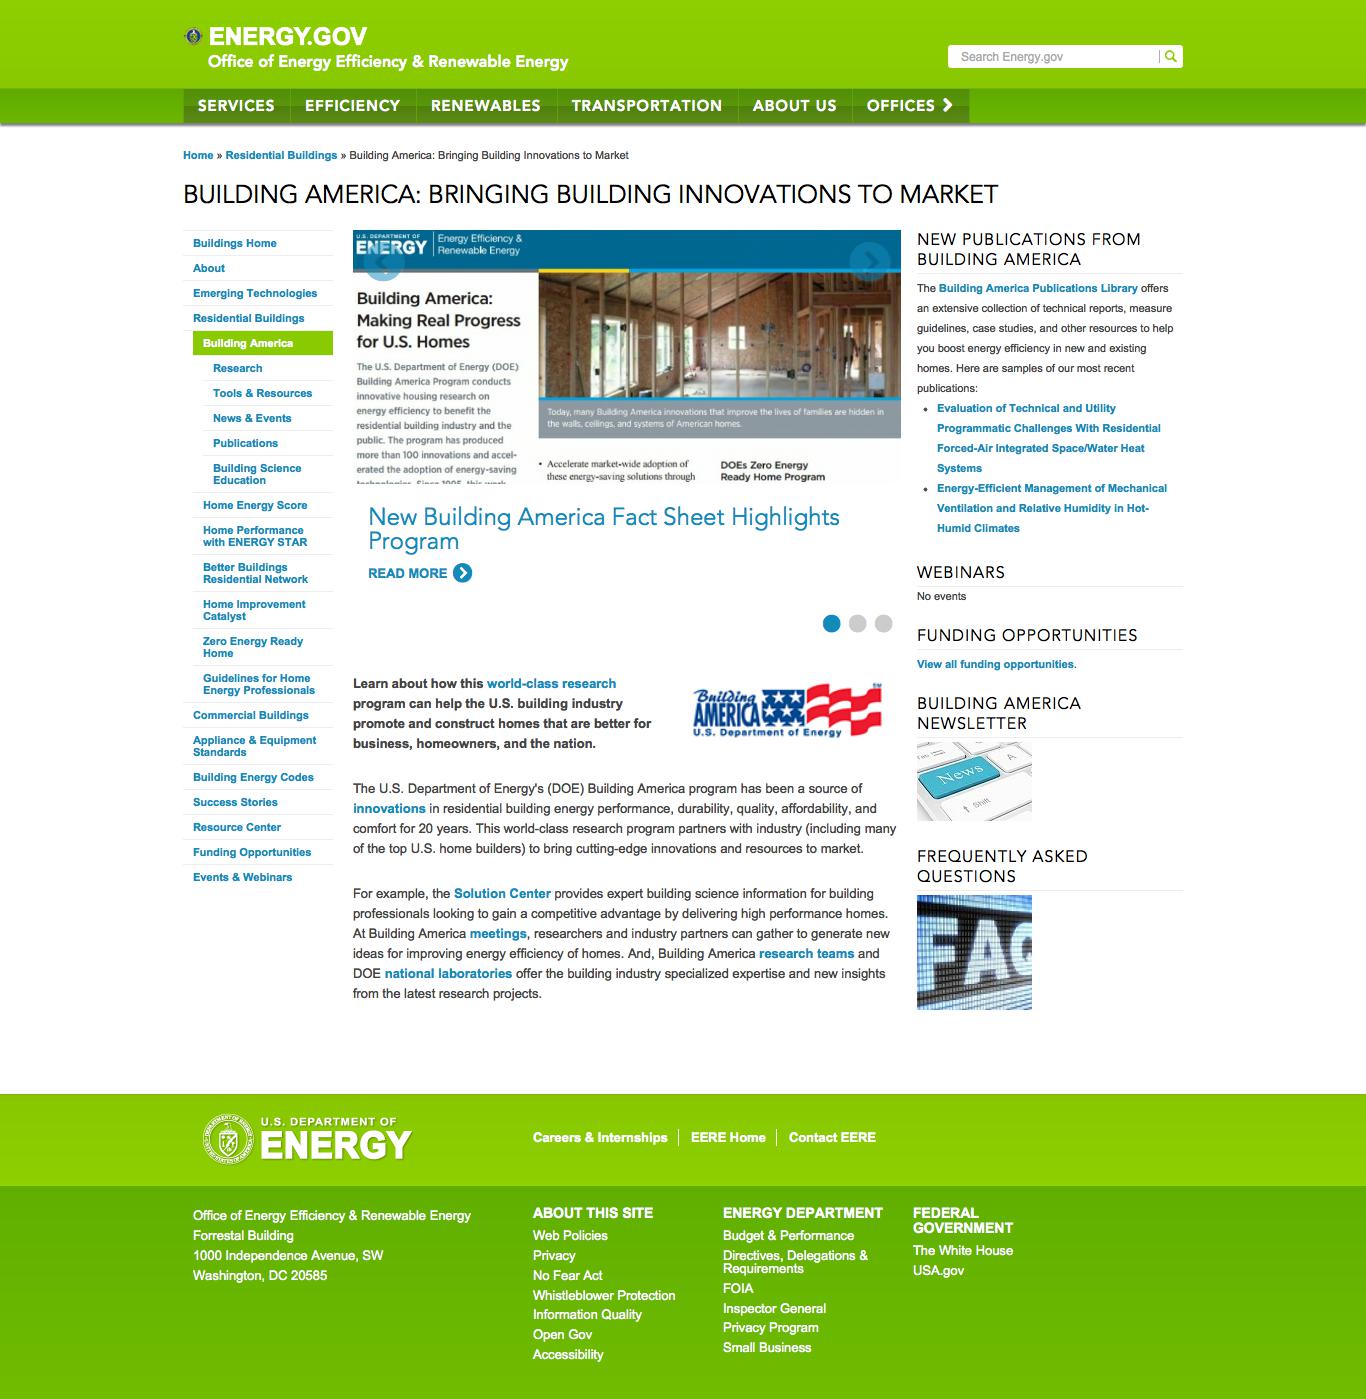 ENERGY.GOV
Office of Energy Efficiency & Renewable Energy
Search Energy.gov
SERVICES
EFFICIENCY
RENEWABLES
TRANSPORTATION
ABOUT US
OFFICES
Home » Residential Buildings » Building America: Bringing Building Innovations to Market
BUILDING AMERICA: BRINGING BUILDING INNOVATIONS TO MARKET
Buildings Home
About
Emerging Technologies
Residential Buildings
Building America
Research
Tools & Resources
News & Events
Publications
Building Science
Education
Home Energy Score
Home Performance
with ENERGY STAR
Better Buildings
Residential Network
Home Improvement
Catalyst
Zero Energy Ready
Home
Guidelines for Home
Energy Professionals
Commercial Buildings
Appliance & Equipment
Standards
Building Energy Codes
Success Stories
Resource Center
Funding Opportunities
Events & Webinars
U.S. DEPARTMENT OF
ENERGY
Energy Efficiency &
Renewable Energy
Building America:
Making Real Progress
for U.S. Homes
The U.S. Department of Energy (DOE)
Building America Program conducts
innovative housing research on
energy efficiency to benefit the
residential building industry and the
public. The program has produced
more than 100 innovations and accel-
erated the adoption of energy-saving
technologies. Since 1995, this work
Today, many Building America innovations that improve the lives of families are hidden in
the walls, ceilings, and systems of American homes.
• Accelerate market-wide adoption of
these energy-saving solutions through
DOEs Zero Energy
Ready Home Program
New Building America Fact Sheet Highlights
Program
READ MORE
Learn about how this world-class research
program can help the U.S. building industry
promote and construct homes that are better for
business, homeowners, and the nation.
Building
AMERICA
SM
U.S. Department of Energy
The U.S. Department of Energy's (DOE) Building America program has been a source of
innovations in residential building energy performance, durability, quality, affordability, and
comfort for 20 years. This world-class research program partners with industry (including many
of the top U.S. home builders) to bring cutting-edge innovations and resources to market.
For example, the Solution Center provides expert building science information for building
professionals looking to gain a competitive advantage by delivering high performance homes.
At Building America meetings, researchers and industry partners can gather to generate new
ideas for improving energy efficiency of homes. And, Building America research teams and
DOE national laboratories offer the building industry specialized expertise and new insights
from the latest research projects.
NEW PUBLICATIONS FROM
BUILDING AMERICA
The Building America Publications Library offers
an extensive collection of technical reports, measure
guidelines, case studies, and other resources to help
you boost energy efficiency in new and existing
homes. Here are samples of our most recent
publications:
• Evaluation of Technical and Utility
Programmatic Challenges With Residential
Forced-Air Integrated Space/Water Heat
Systems
• Energy-Efficient Management of Mechanical
Ventilation and Relative Humidity in Hot-
Humid Climates
WEBINARS
No events
FUNDING OPPORTUNITIES
View all funding opportunities.
BUILDING AMERICA
NEWSLETTER
News
A
Shift
FREQUENTLY ASKED
QUESTIONS
FAQ
U.S. DEPARTMENT OF
ENERGY
Careers & Internships
EERE Home
Contact EERE
Office of Energy Efficiency & Renewable Energy
Forrestal Building
1000 Independence Avenue, SW
Washington, DC 20585
ABOUT THIS SITE
Web Policies
Privacy
No Fear Act
Whistleblower Protection
Information Quality
Open Gov
Accessibility
ENERGY DEPARTMENT
Budget & Performance
Directives, Delegations &
Requirements
FOIA
Inspector General
Privacy Program
Small Business
FEDERAL
GOVERNMENT
The White House
USA.gov